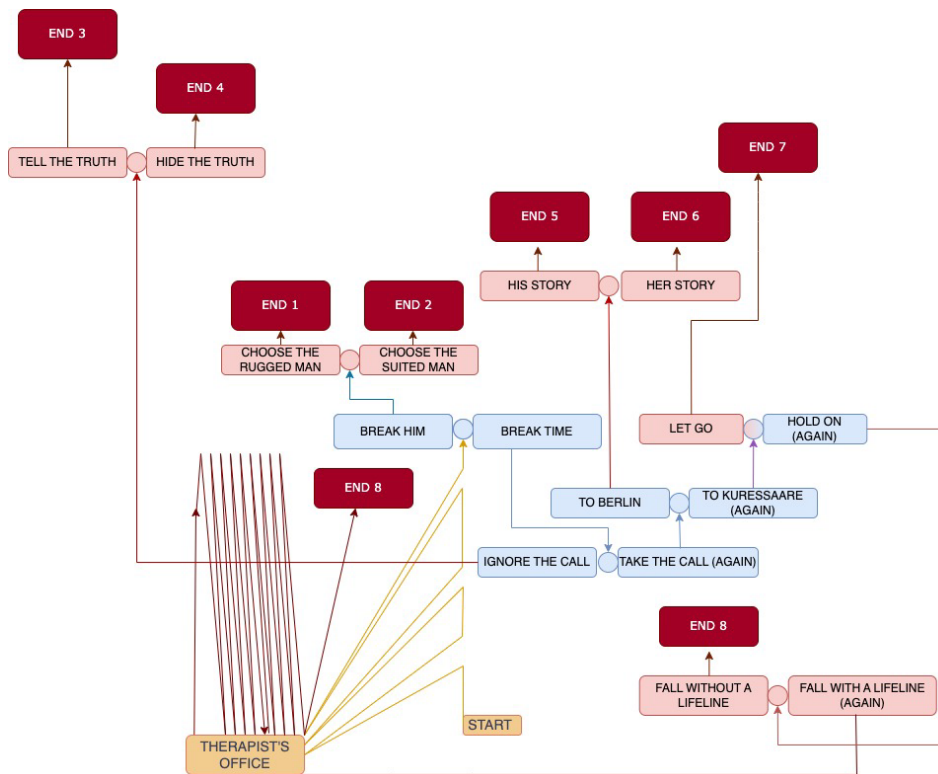 END 3
END 4
TELL THE TRUTH
HIDE THE TRUTH
END 7
END 5
END 6
HIS STORY
HER STORY
END 1
END 2
CHOOSE THE
RUGGED MAN
CHOOSE THE
SUITED MAN
BREAK HIM
BREAK TIME
LET GO
HOLD ON
(AGAIN)
END 8
TO BERLIN
TO KURESSAARE
(AGAIN)
IGNORE THE CALL
TAKE THE CALL (AGAIN)
END 8
FALL WITHOUT A
LIFELINE
FALL WITH A LIFELINE
(AGAIN)
START
THERAPIST'S
OFFICE